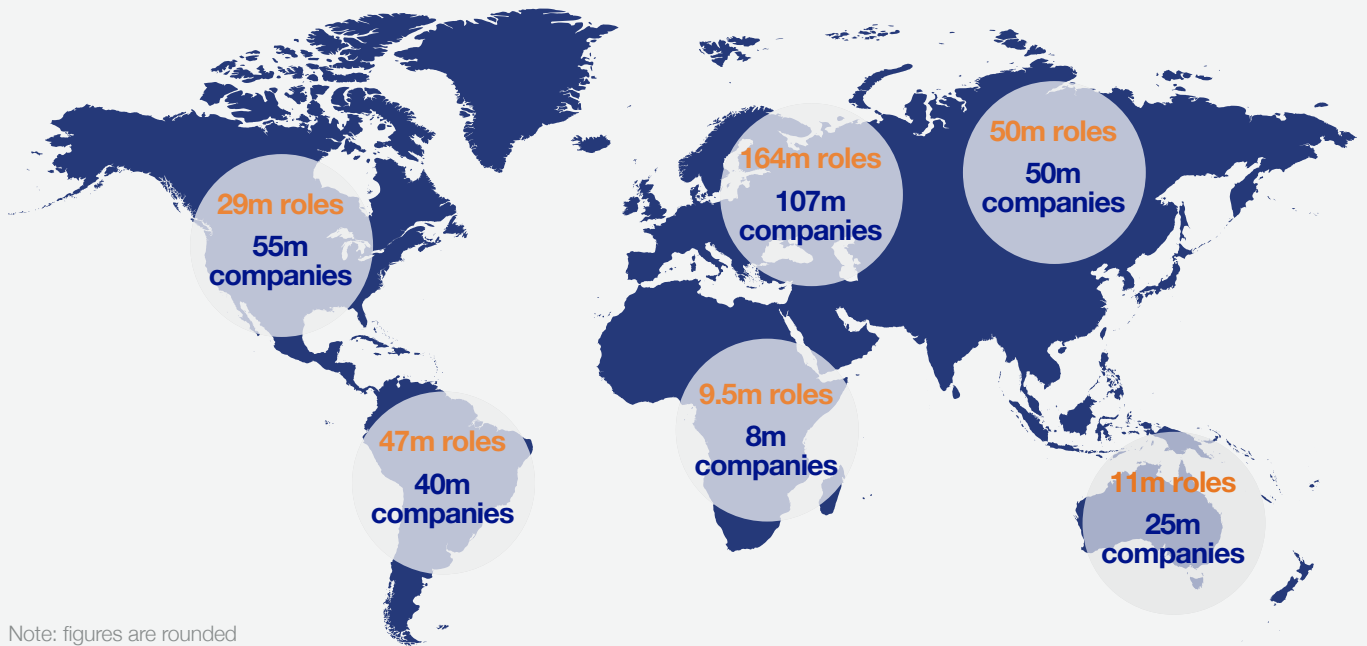 29m roles
55m
companies
164m roles
107m
companies
50m roles
50m
companies
47m roles
40m
companies
9.5m roles
8m
companies
11m roles
25m
companies
Note: figures are rounded